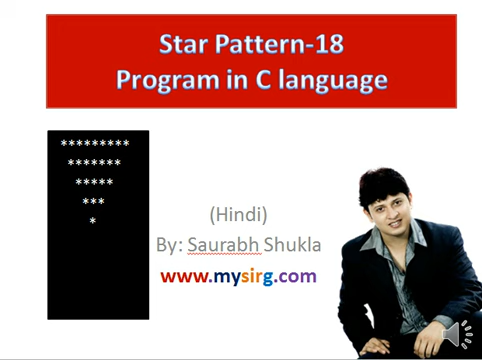 Star Pattern-18
Program in C language
*********
*******
*****
***
*
(Hindi)
By: Saurabh Shukla
www.mysirg.com